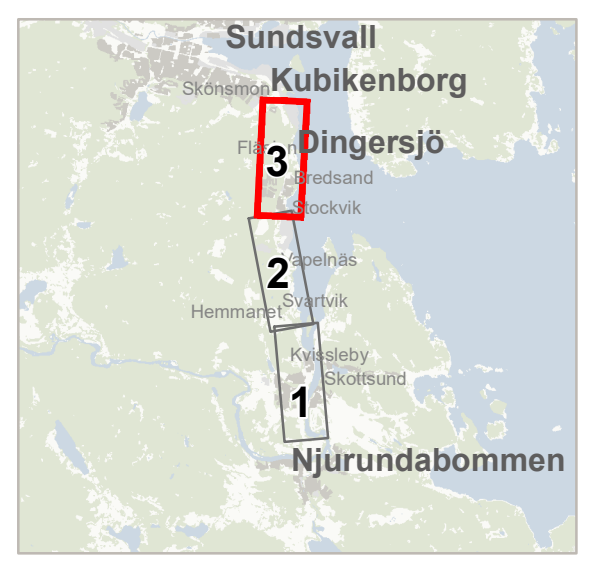 Sundsvall
Skönsmon
Kubikenborg
Dingersjö
3
Bredsand
Stockvik
Vapelnäs
2
Svartvik
Hemmanet
Kvissleby
Skottsund
1
Njurundabommen